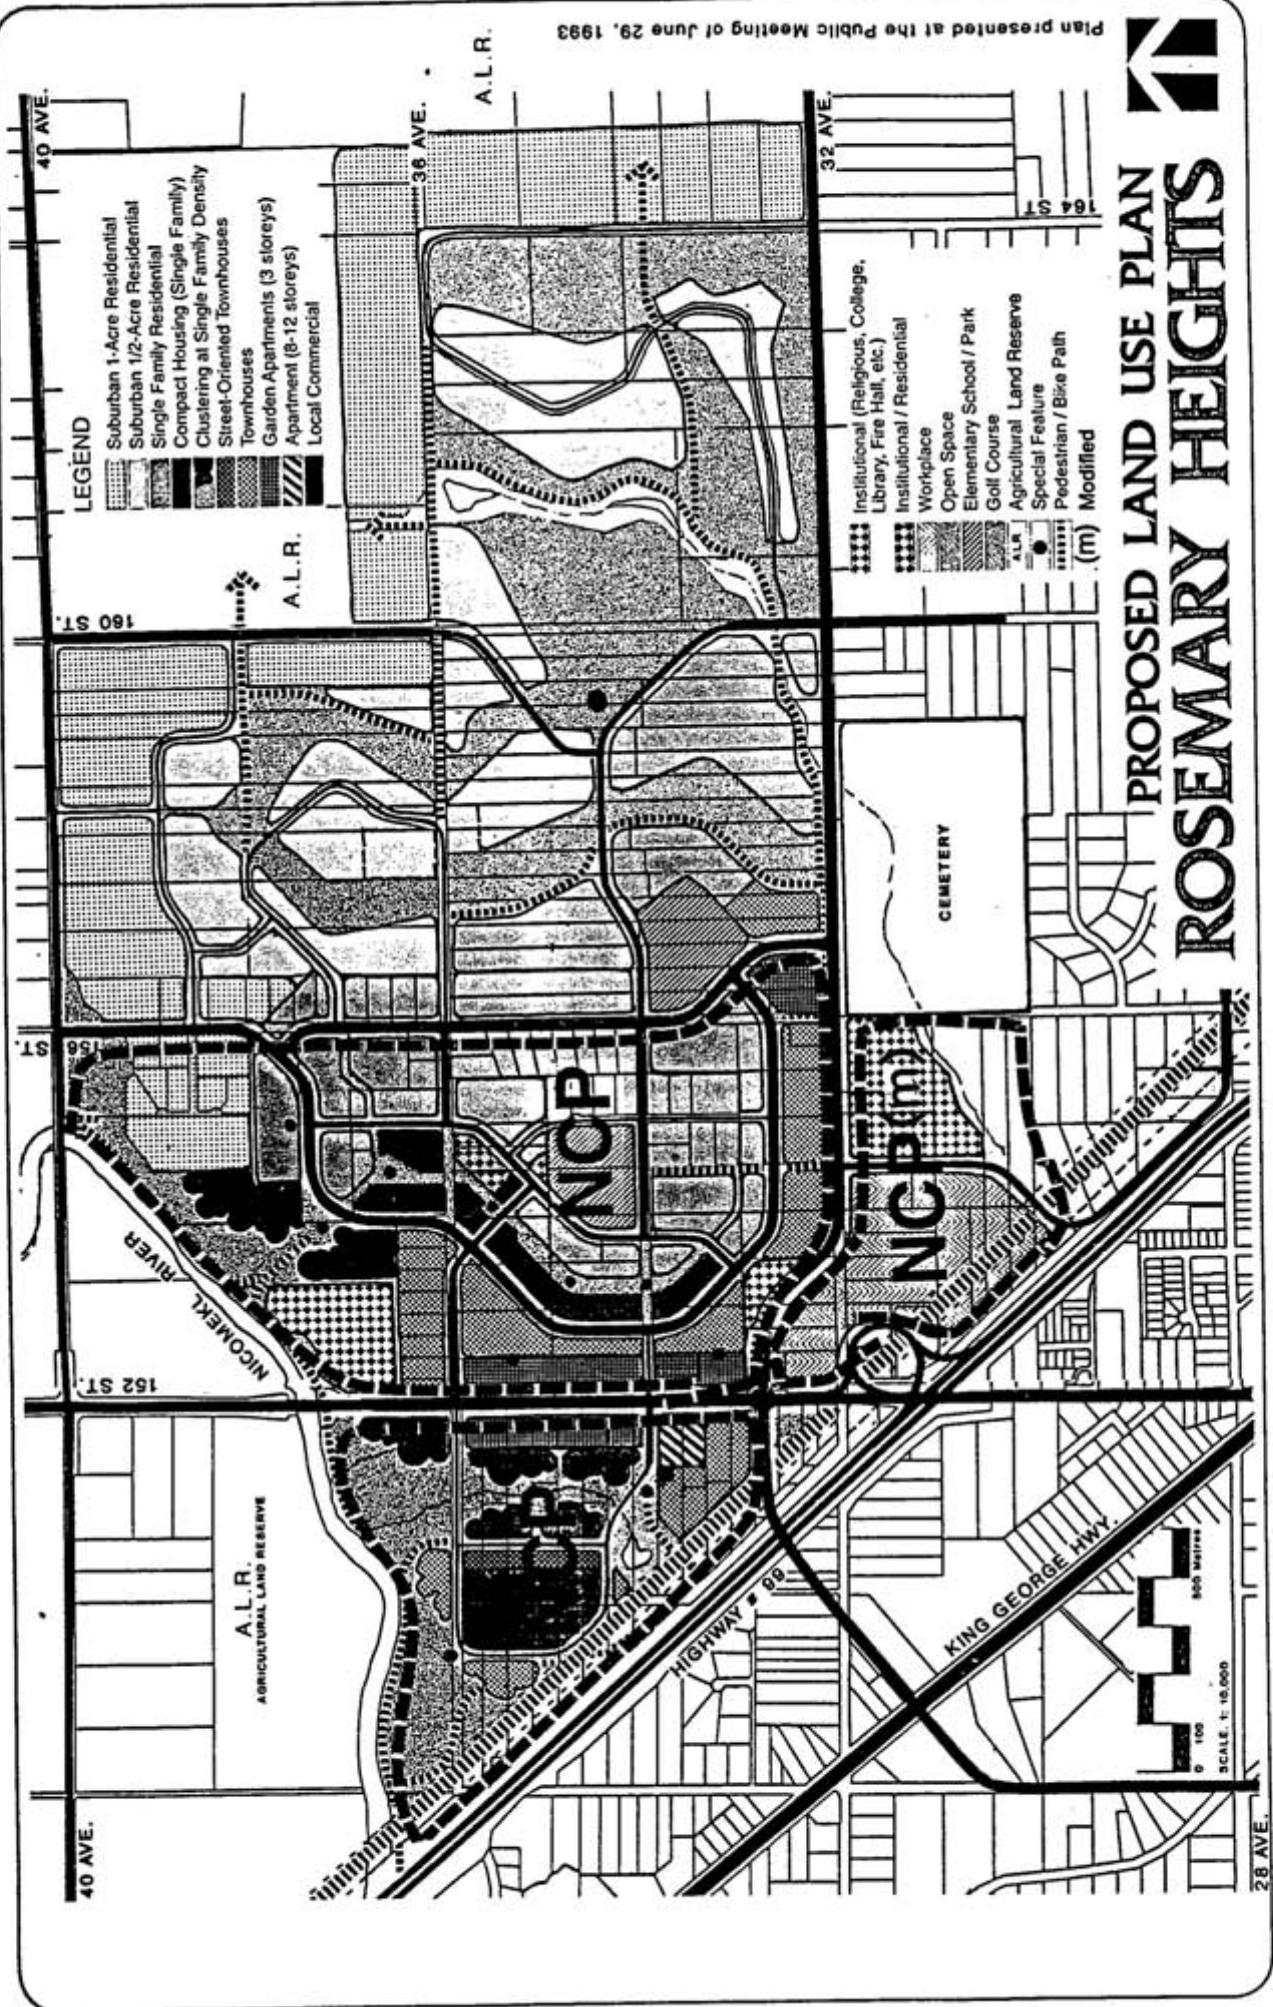 Plan presented at the Public Meeting of June 29, 1993
PROPOSED LAND USE PLAN
ROSEMARY HEIGHTS
LEGEND
Suburban 1-Acre Residential
Suburban 1/2-Acre Residential
Single Family Residential
Compact Housing (Single Family)
Clustering at Single Family Density
Street-Oriented Townhouses
Townhouses
Garden Apartments (3 storeys)
Apartment (8-12 storeys)
Local Commercial
Institutional (Religious, College,
Library, Fire Hall, etc.)
Institutional / Residential
Workplace
Open Space
Elementary School / Park
Golf Course
ALR Agricultural Land Reserve
Special Feature
Pedestrian / Bike Path
(m) Modified
40 AVE.
40 AVE.
36 AVE.
32 AVE.
28 AVE.
152 ST.
156 ST.
160 ST.
164 ST
A.L.R.
A.L.R.
A.L.R.
AGRICULTURAL LAND RESERVE
NICOMEKL RIVER
NCP
NCP(m)
CP
CEMETERY
HIGHWAY # 99
KING GEORGE HWY.
0 100 500 Metres
SCALE. 1: 10,000